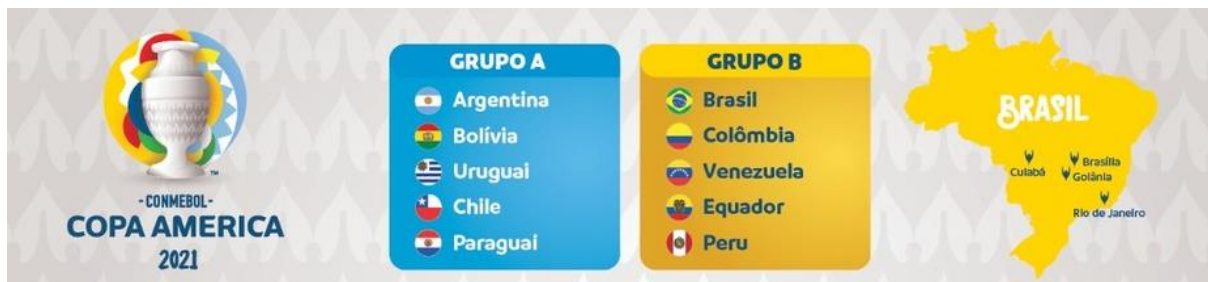 - CONMEBOL -
COPA AMERICA
2021
TM
GRUPO A
Argentina
Bolívia
Uruguai
Chile
Paraguai
GRUPO B
Brasil
Colômbia
Venezuela
Equador
Peru
BRASIL
Cuiabá
Brasília
Goiânia
Rio de Janeiro